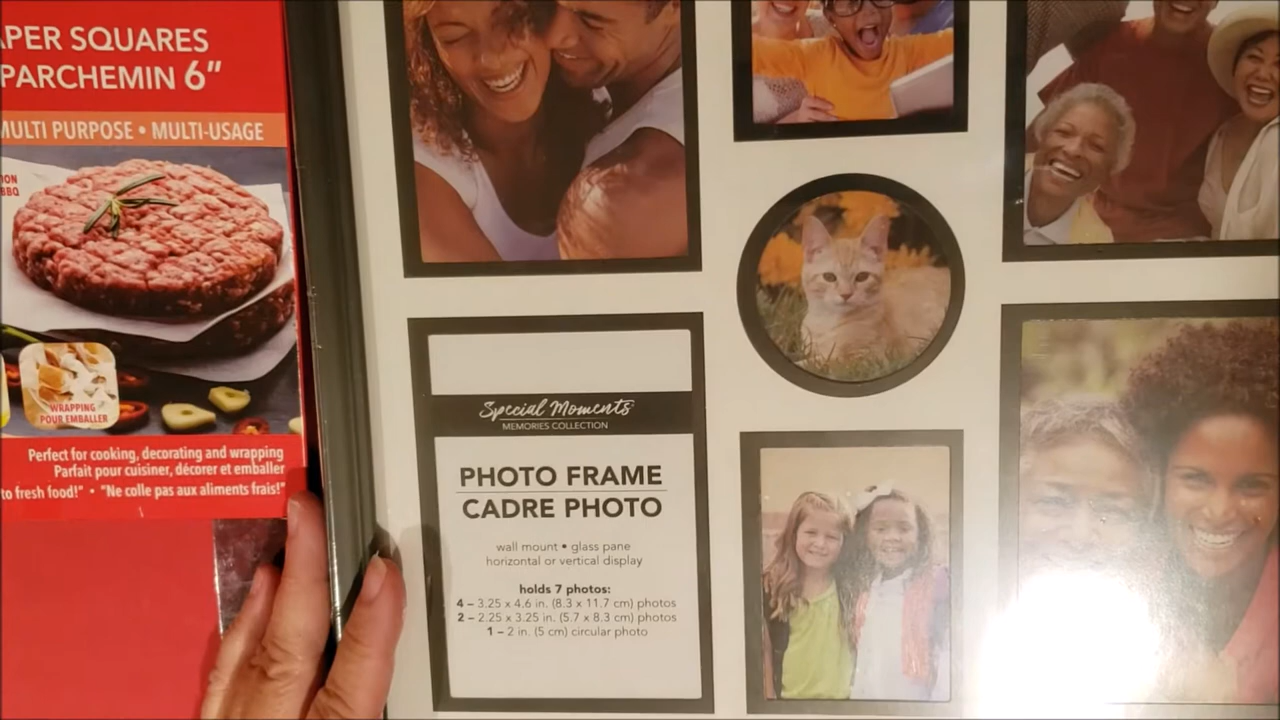 PER SQUARES
PARCHEMIN 6"
MULTI PURPOSE • MULTI-USAGE
BBQ
WRAPPING
POUR EMBALLER
Perfect for cooking, decorating and wrapping
Parfait pour cuisiner, décorer et emballer
to fresh food!" • "Ne colle pas aux aliments frais!"
Special Moments
MEMORIES COLLECTION
PHOTO FRAME
CADRE PHOTO
wall mount • glass pane
horizontal or vertical display
holds 7 photos:
4 – 3.25 x 4.6 in. (8.3 x 11.7 cm) photos
2 – 2.25 x 3.25 in. (5.7 x 8.3 cm) photos
1 – 2 in. (5 cm) circular photo